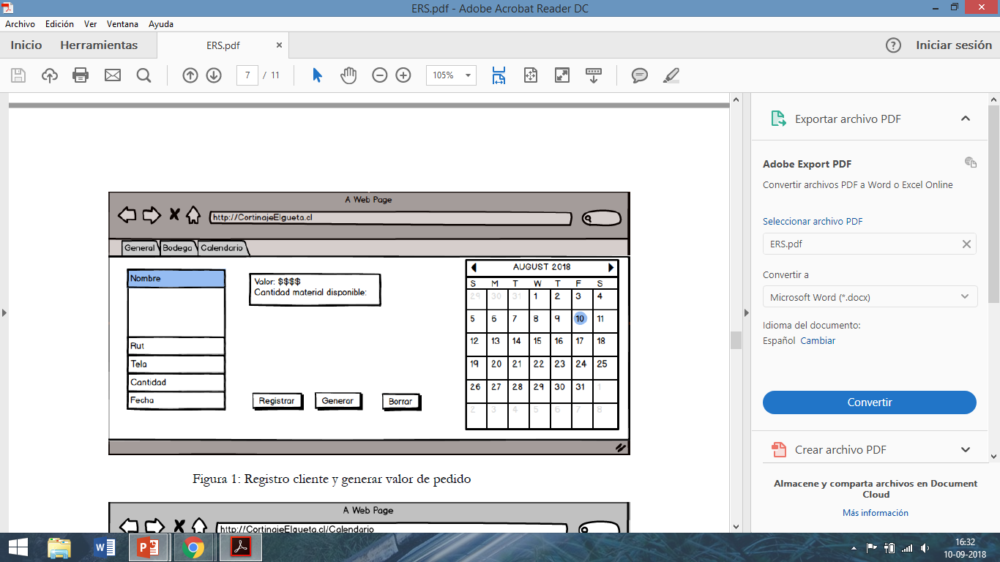 ERS.pdf - Adobe Acrobat Reader DC
Archivo Edición Ver Ventana Ayuda
Inicio Herramientas ERS.pdf × Iniciar sesión
7 / 11 105%
Exportar archivo PDF
Adobe Export PDF
Convertir archivos PDF a Word o Excel Online
Seleccionar archivo PDF
ERS.pdf
Convertir a
Microsoft Word (*.docx)
Idioma del documento:
Español Cambiar
Convertir
Crear archivo PDF
Almacene y comparta archivos en Document
Cloud
Más información
A Web Page
http://CortinajeElgueta.cl
General Bodega Calendario
Nombre
Rut
Tela
Cantidad
Fecha
Valor: $$$$
Cantidad material disponible:
Registrar Generar Borrar
AUGUST 2018
S M T W T F S
29 30 31 1 2 3 4
5 6 7 8 9 10 11
12 13 14 15 16 17 18
19 20 21 22 23 24 25
26 27 28 29 30 31 1
2 3 4 5 6 7 8
Figura 1: Registro cliente y generar valor de pedido
A Web Page
http://CortinajeElgueta.cl/Calendario
16:32
10-09-2018